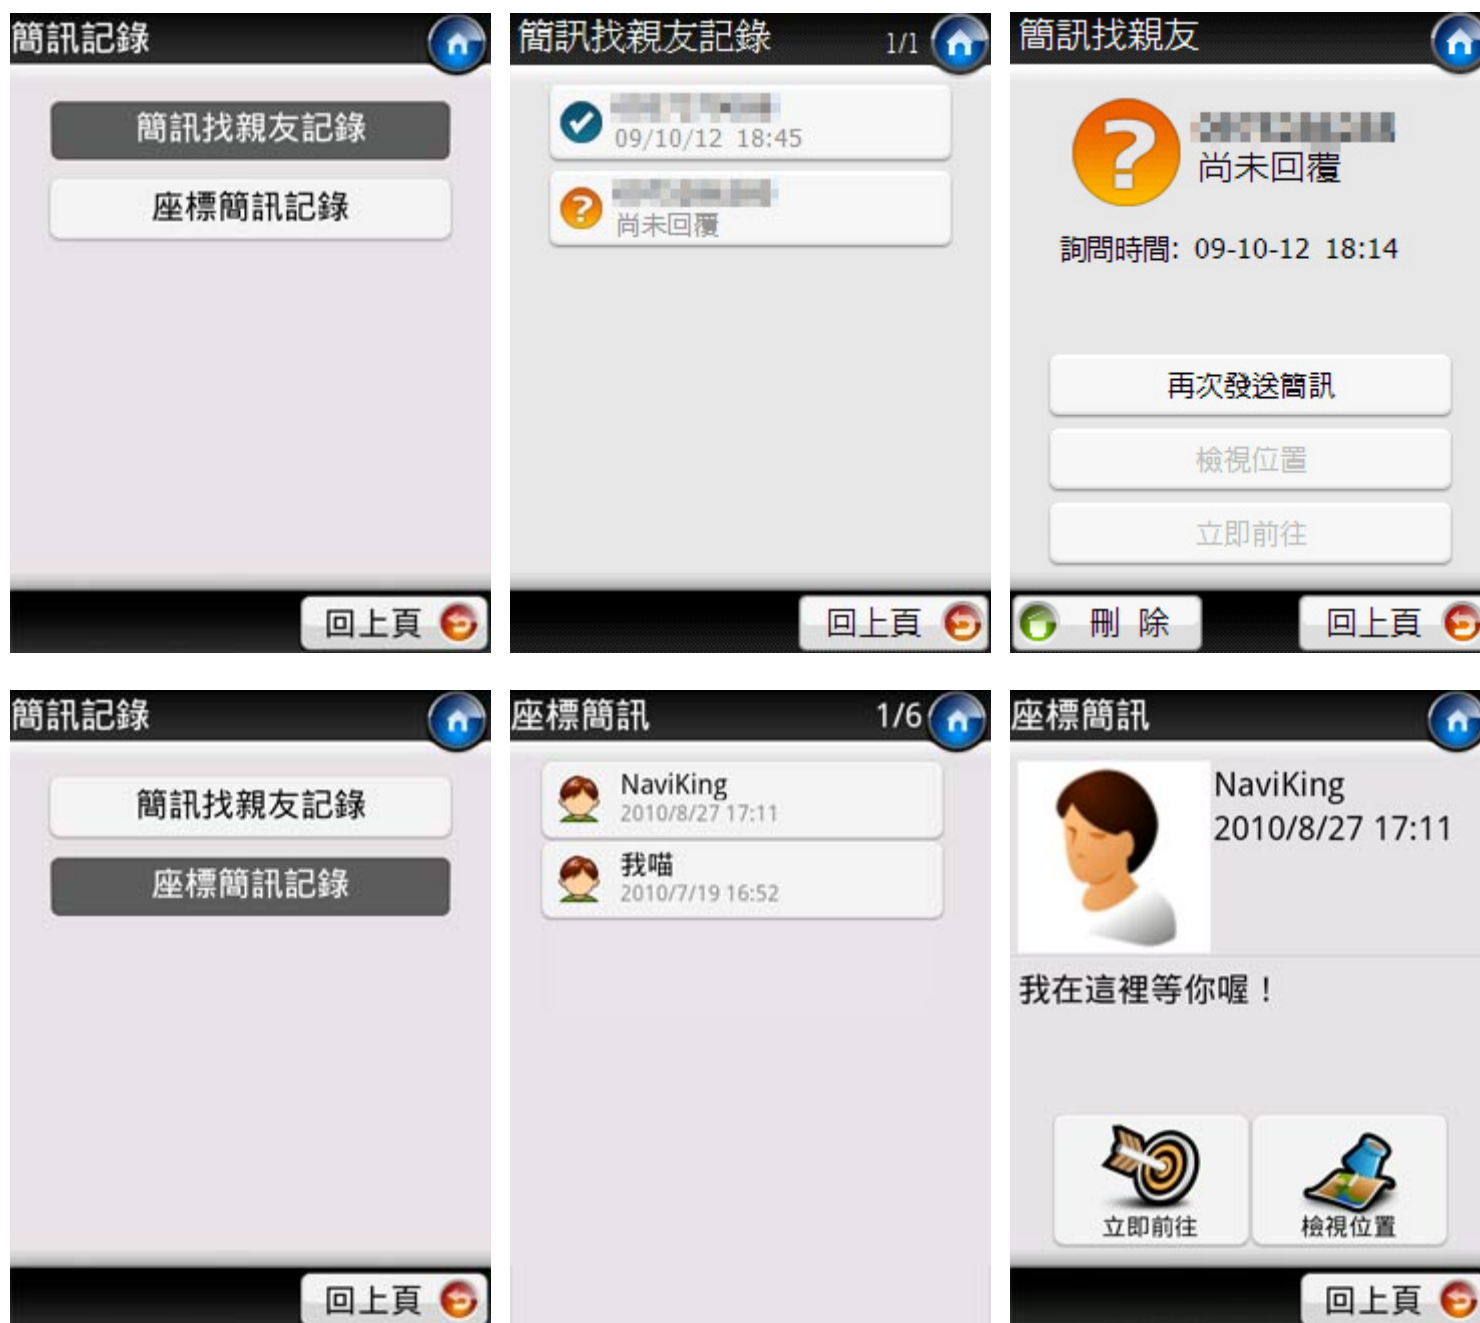 簡訊記錄
簡訊找親友記錄
座標簡訊記錄
回上頁
簡訊找親友記錄 1/1
09/10/12 18:45
尚未回覆
回上頁
簡訊找親友
尚未回覆
詢問時間: 09-10-12 18:14
再次發送簡訊
檢視位置
立即前往
刪 除
回上頁
簡訊記錄
簡訊找親友記錄
座標簡訊記錄
回上頁
座標簡訊 1/6
NaviKing
2010/8/27 17:11
我喵
2010/7/19 16:52
座標簡訊
NaviKing
2010/8/27 17:11
我在這裡等你喔！
立即前往
檢視位置
回上頁